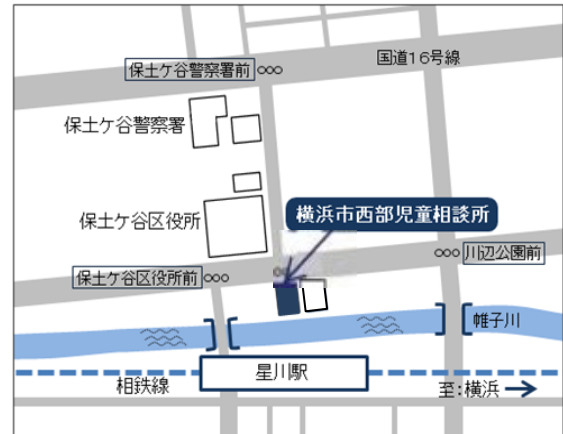 国道16号線
保土ケ谷警察署前
保土ケ谷警察署
保土ケ谷区役所
横浜市西部児童相談所
川辺公園前
保土ケ谷区役所前
帷子川
星川駅
相鉄線
至:横浜